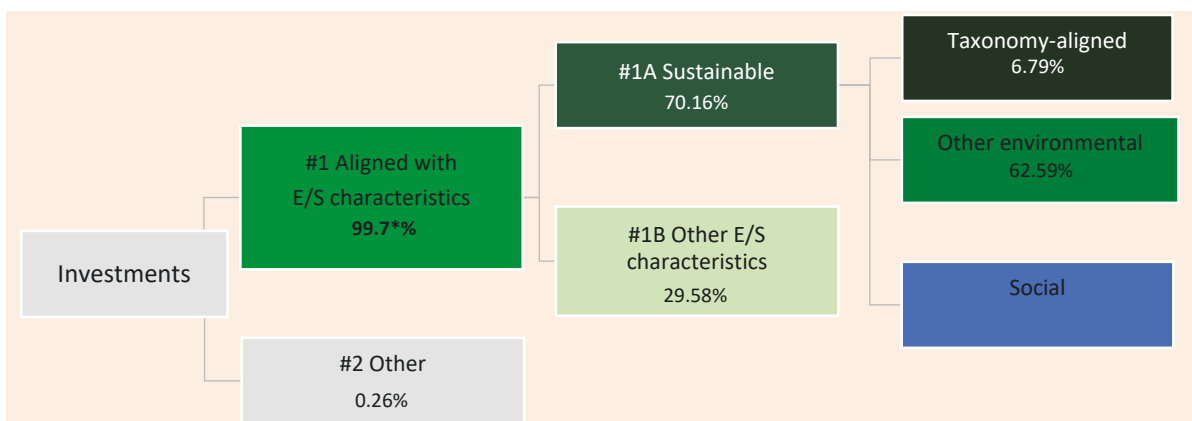 Investments
#1 Aligned with
E/S characteristics
99.7*%
#2 Other
0.26%
#1A Sustainable
70.16%
#1B Other E/S
characteristics
29.58%
Taxonomy-aligned
6.79%
Other environmental
62.59%
Social